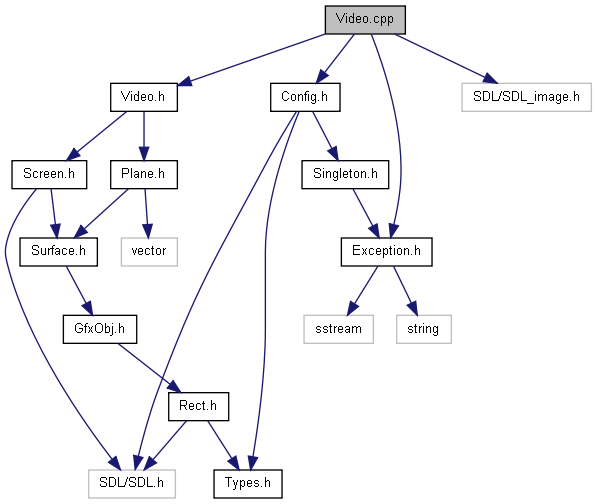 Video.cpp
Video.h
Config.h
SDL/SDL_image.h
Screen.h
Plane.h
Singleton.h
Surface.h
vector
Exception.h
GfxObj.h
sstream
string
Rect.h
SDL/SDL.h
Types.h